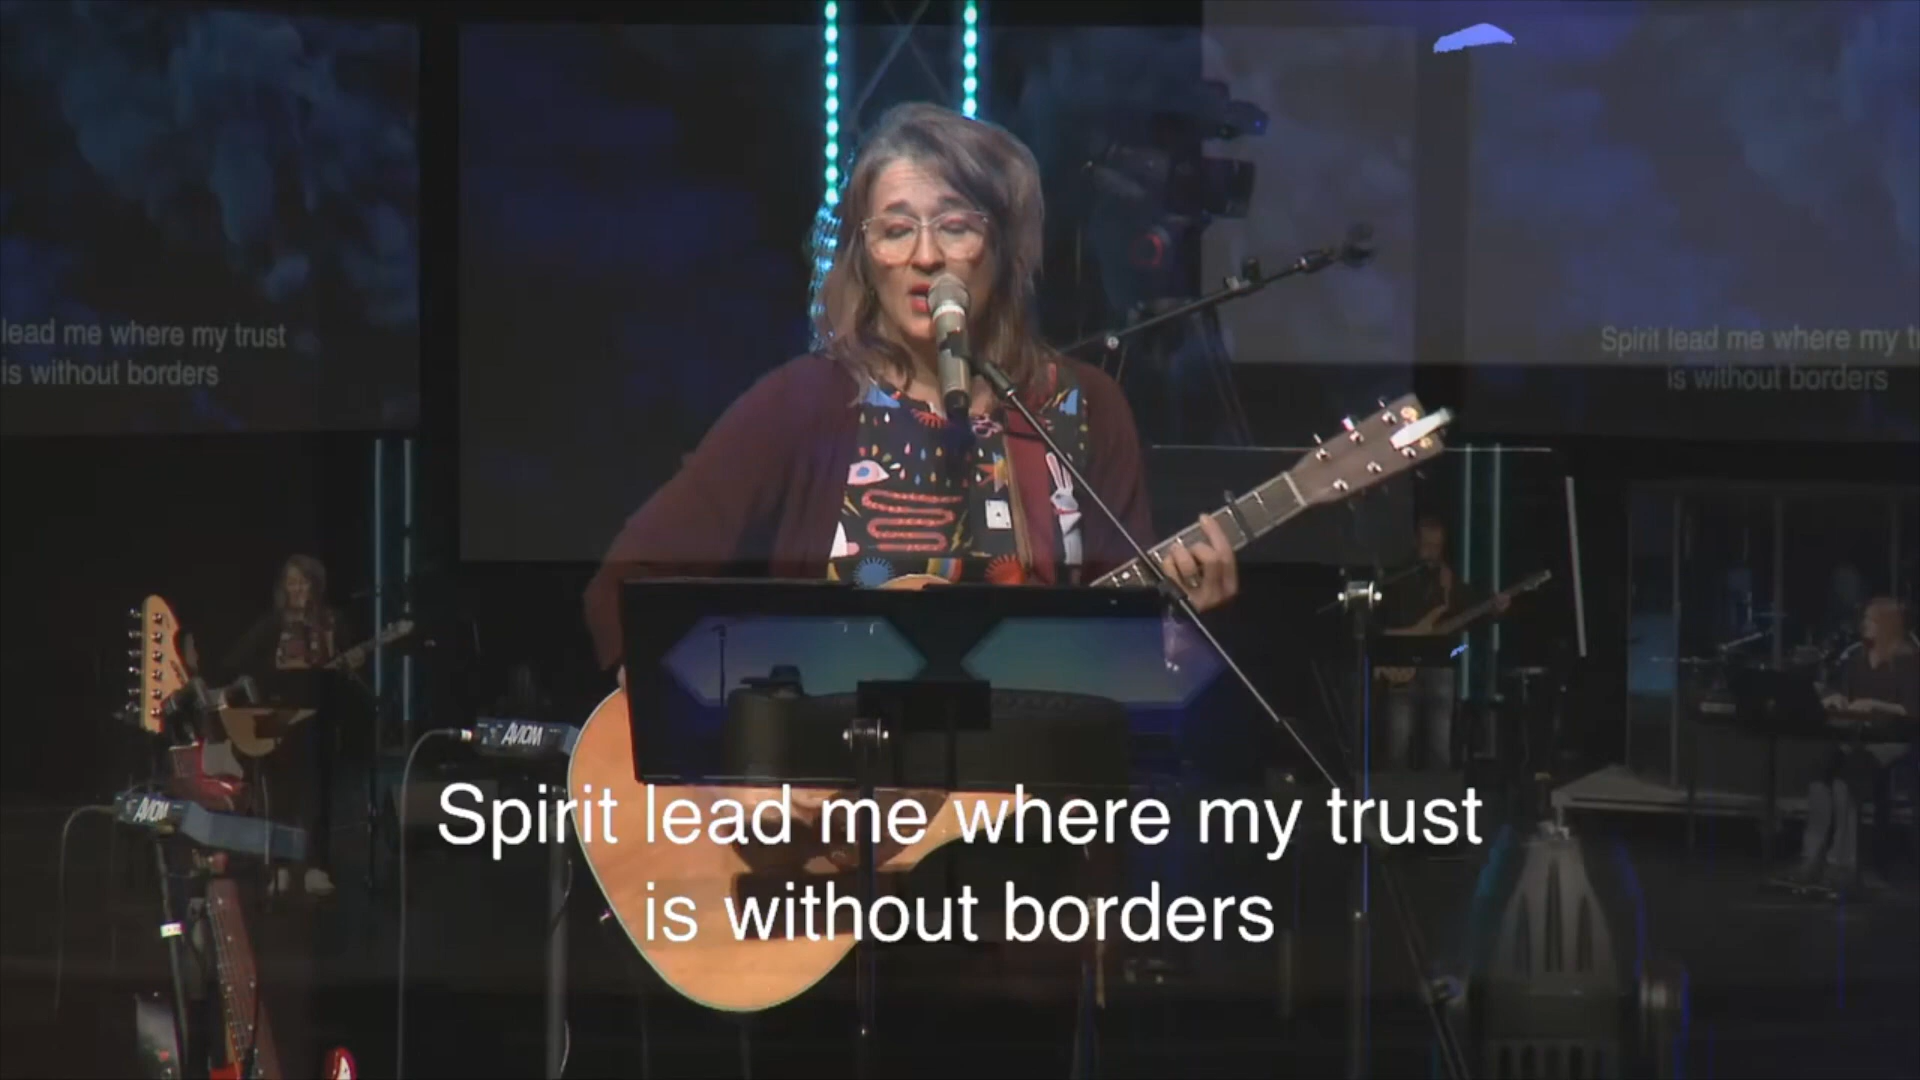 lead me where my trust
is without borders
Spirit lead me where my
is without borders
AVIOM
AVIOM
Spirit lead me where my trust
is without borders